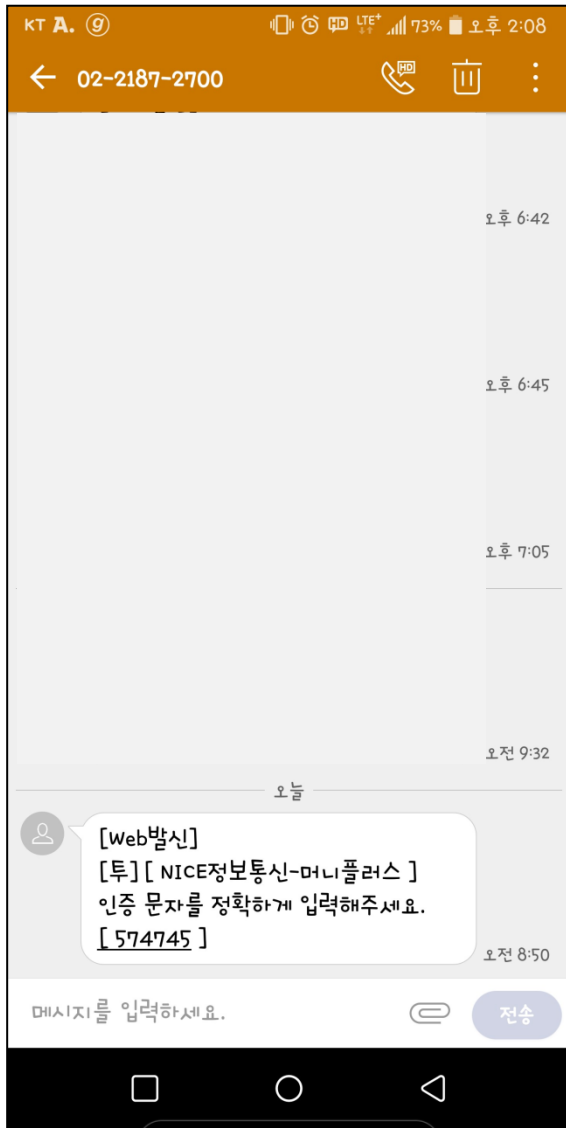 KT A. g HD LTE+ 73% 오후 2:08
02-2187-2700 HD
오후 6:42
오후 6:45
오후 7:05
오전 9:32
오늘
[Web발신]
[투][ NICE정보통신-머니플러스 ]
인증 문자를 정확하게 입력해주세요.
[ 574745 ]
오전 8:50
메시지를 입력하세요. 전송